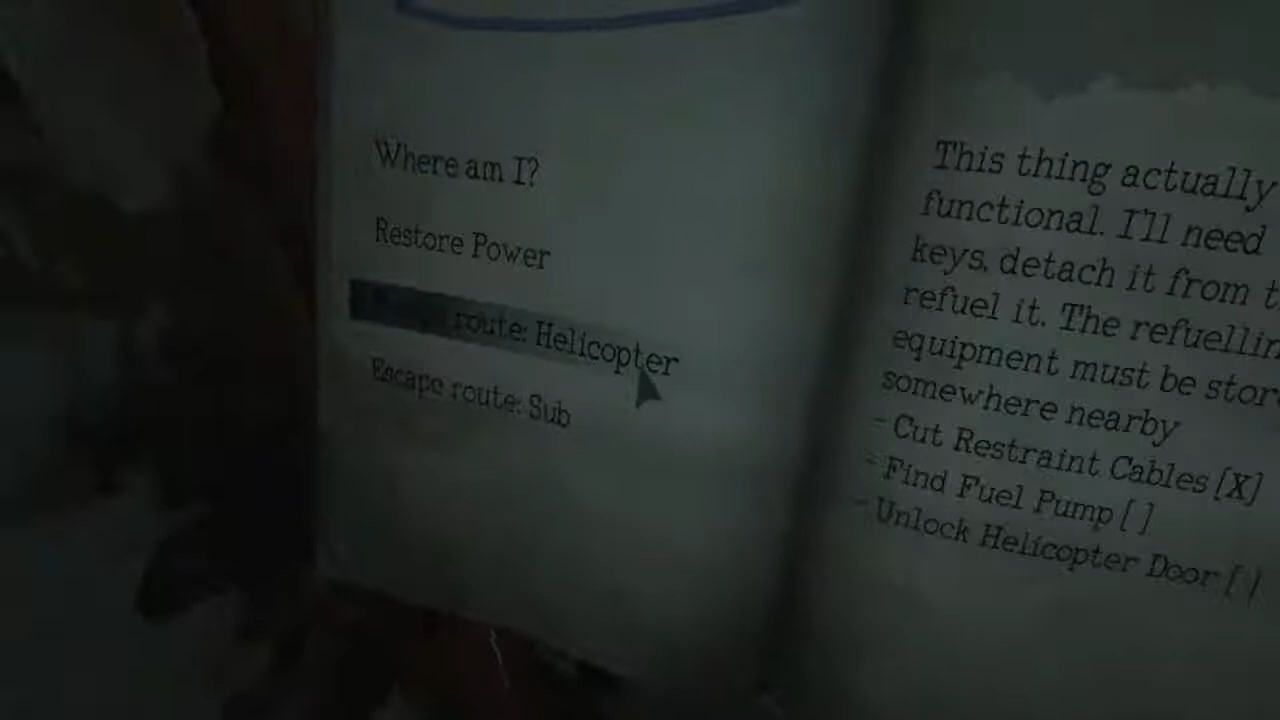 Where am I?
Restore Power
route: Helicopter
Escape route: Sub
This thing actually
functional. I'll need
keys, detach it from t
refuel it. The refuellin
equipment must be stor
somewhere nearby
- Cut Restraint Cables [X]
- Find Fuel Pump [ ]
- Unlock Helicopter Door [ ]